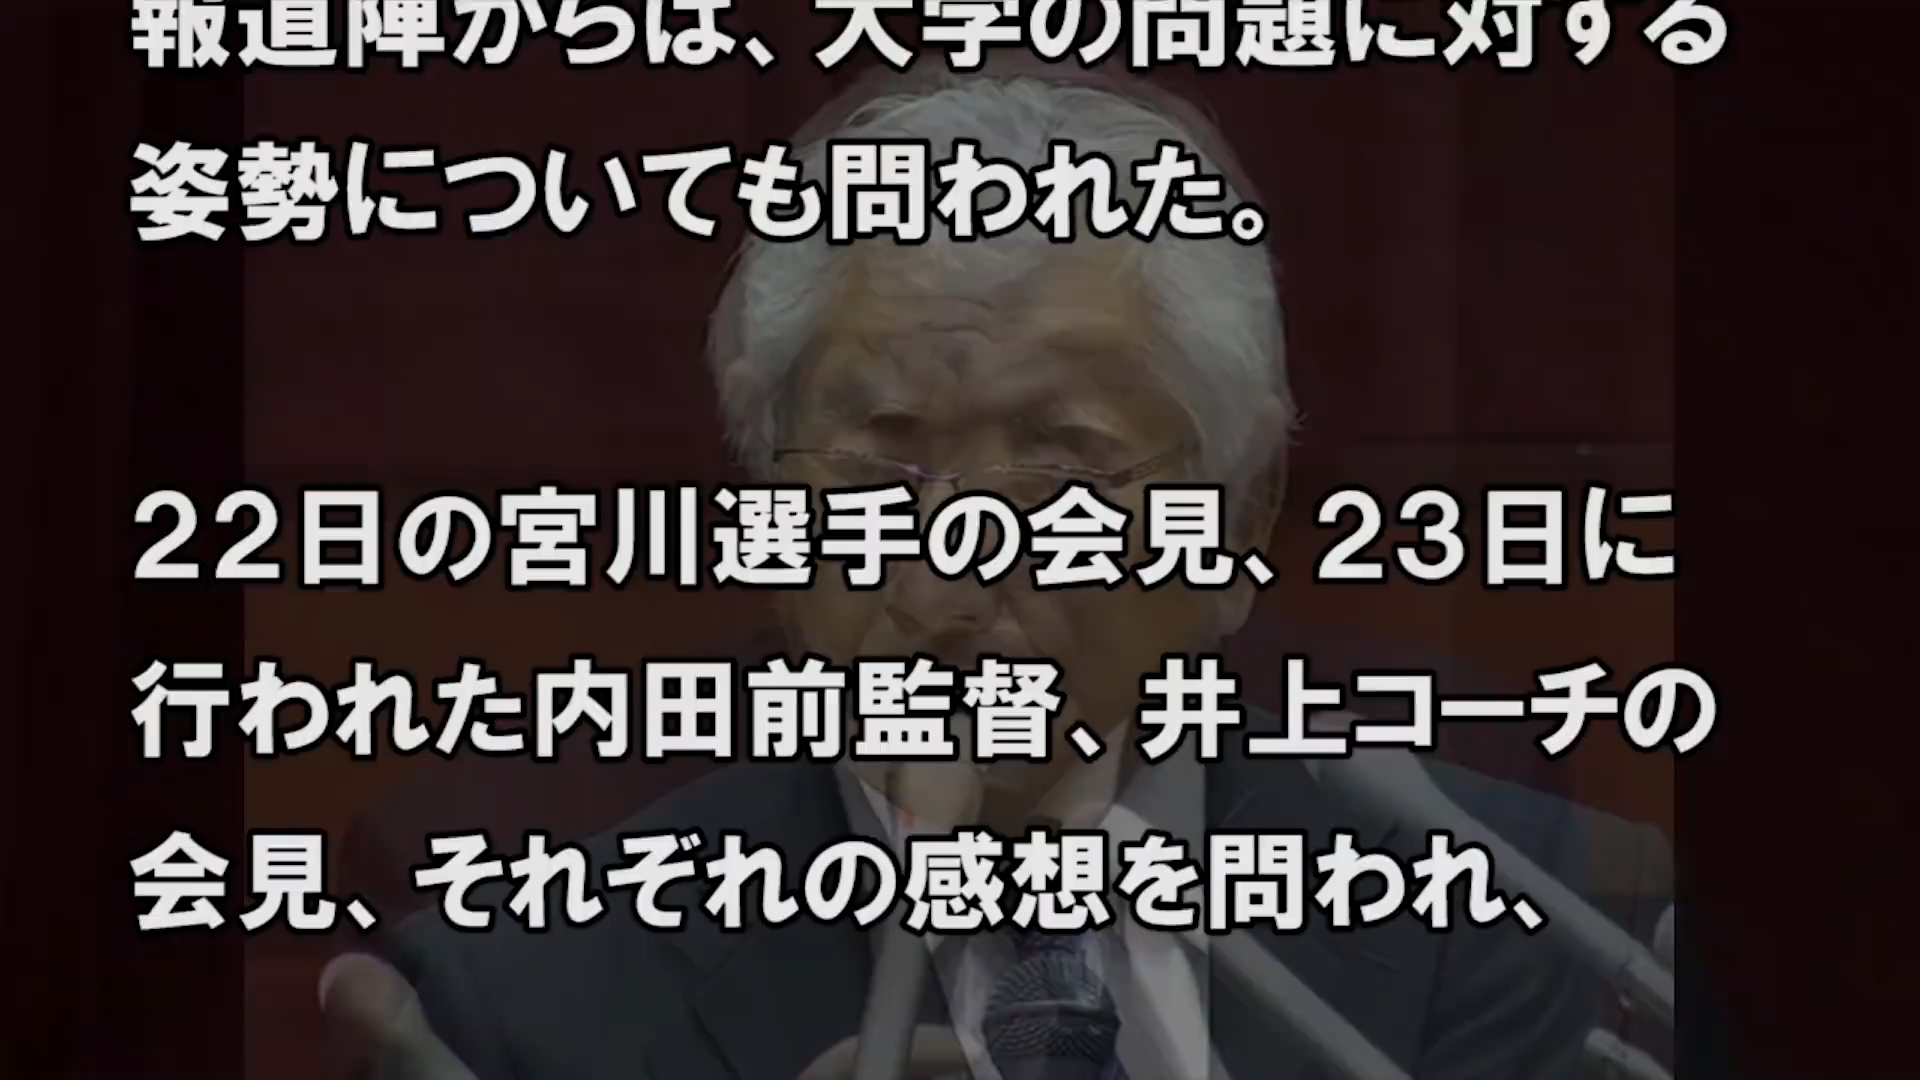 報道陣からは、大学の問題に対する
姿勢についても問われた。
２２日の宮川選手の会見、２３日に
行われた内田前監督、井上コーチの
会見、それぞれの感想を問われ、